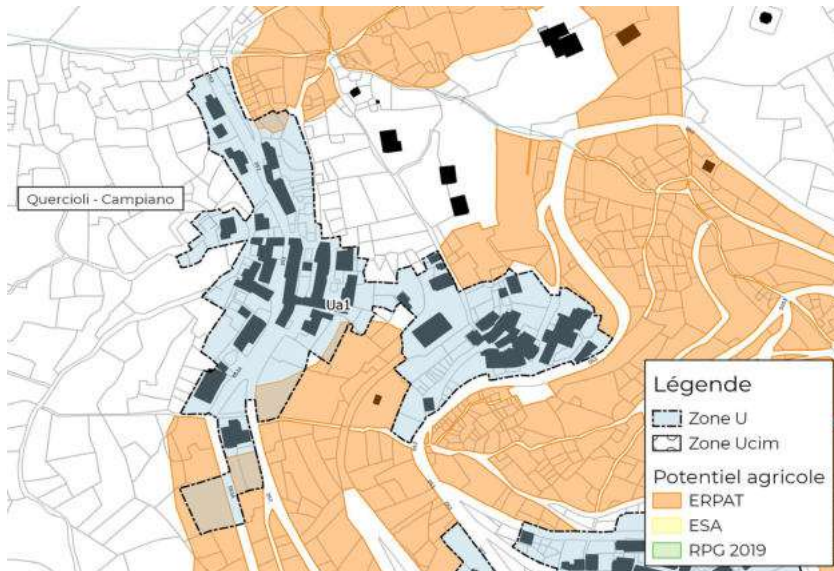 Quercioli - Campiano
Ua1
Légende
Zone U
Zone Ucim
Potentiel agricole
ERPAT
ESA
RPG 2019